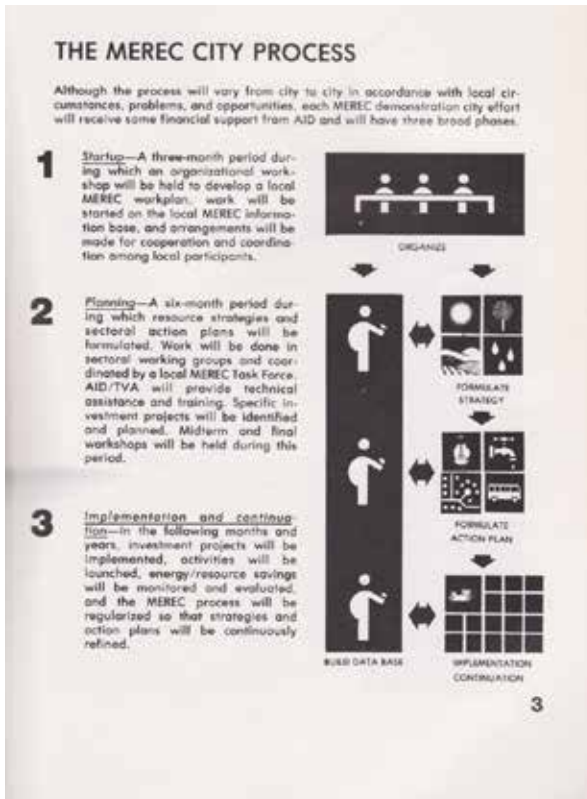 THE MEREC CITY PROCESS
Although the process will vary from city to city in accordance with local cir-
cumstances, problems, and opportunities, each MEREC demonstration city effort
will receive some financial support from AID and will have three broad phases.
1
Startup—A three-month period dur-
ing which an organizational work-
shop will be held to develop a local
MEREC workplan, work will be
started on the local MEREC informa-
tion base, and arrangements will be
made for cooperation and coordina-
tion among local participants.
2
Planning—A six-month period dur-
ing which resource strategies and
sectoral action plans will be
formulated. Work will be done in
sectoral working groups and coor-
dinated by a local MEREC Task Force.
AID/TVA will provide technical
assistance and training. Specific in-
vestment projects will be identified
and planned. Midterm and final
workshops will be held during this
period.
3
Implementation and continua-
tion—In the following months and
years, investment projects will be
implemented, activities will be
launched, energy/resource savings
will be monitored and evaluated,
and the MEREC process will be
regularized so that strategies and
action plans will be continuously
refined.
ORGANIZE
FORMULATE
STRATEGY
FORMULATE
ACTION PLAN
BUILD DATA BASE
IMPLEMENTATION
CONTINUATION
3